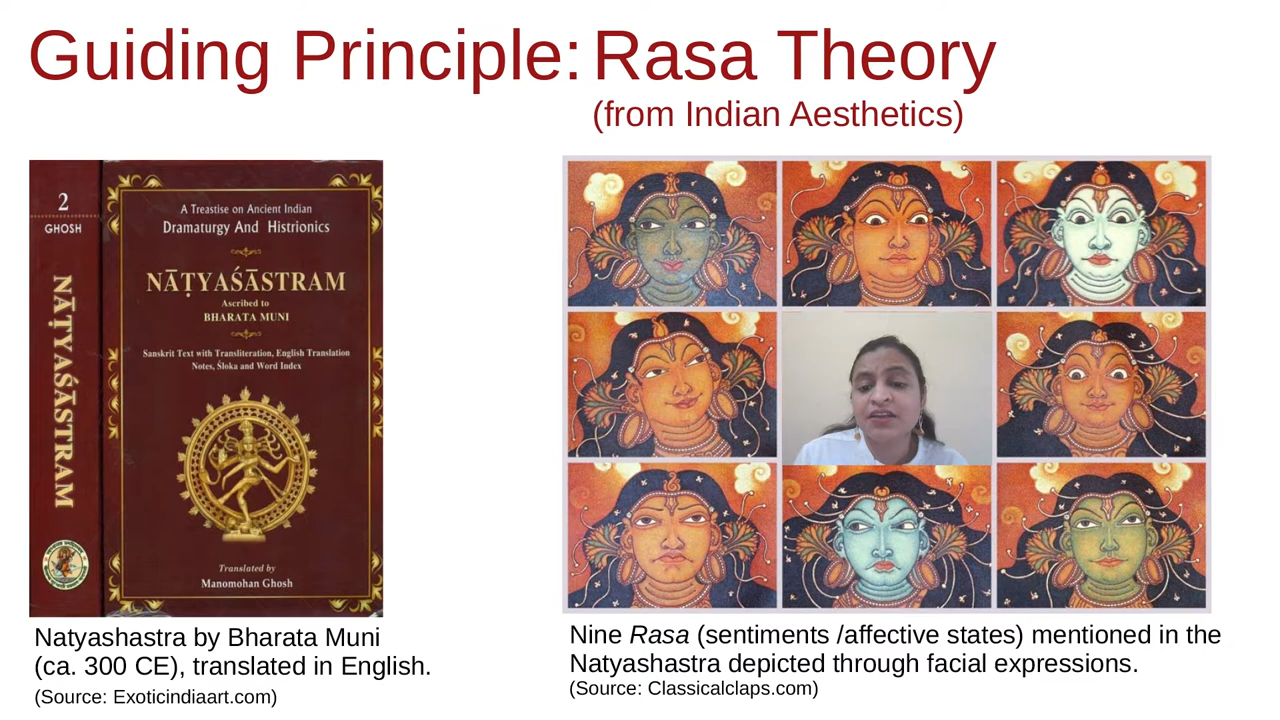 Guiding Principle: Rasa Theory
(from Indian Aesthetics)
2
GHOSH
NĀṬYAŚĀSTRAM
A Treastise on Ancient Indian
Dramaturgy And Histrionics
NĀṬYAŚĀSTRAM
Ascribed to
BHARATA MUNI
Sanskrit Text with Transliteration, English Translation
Notes, Śloka and Word Index
Translated by
Manomohan Ghosh
Natyashastra by Bharata Muni
(ca. 300 CE), translated in English.
(Source: Exoticindiaart.com)
Nine Rasa (sentiments /affective states) mentioned in the
Natyashastra depicted through facial expressions.
(Source: Classicalclaps.com)